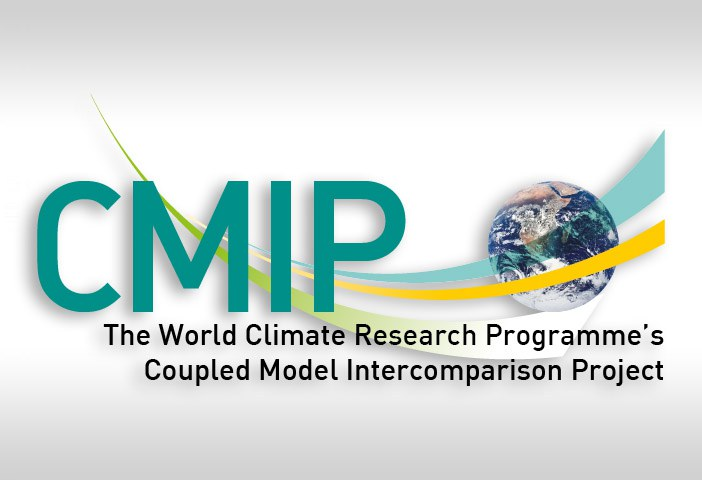 CMIP
The World Climate Research Programme's
Coupled Model Intercomparison Project